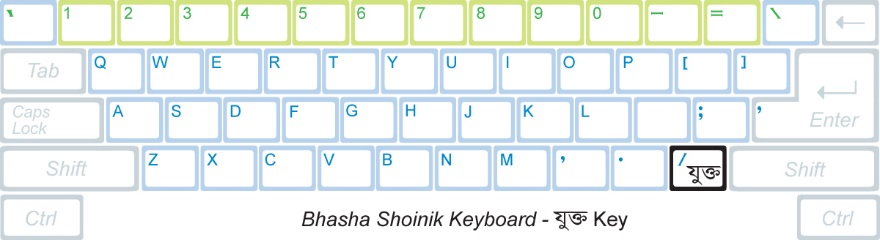 ` 1 2 3 4 5 6 7 8 9 0 - = \ ←
Tab Q W E R T Y U I O P [ ]
Caps Lock A S D F G H J K L ; ' Enter
Shift Z X C V B N M , . / যুক্ত Shift
Ctrl Bhasha Shoinik Keyboard - যুক্ত Key Ctrl